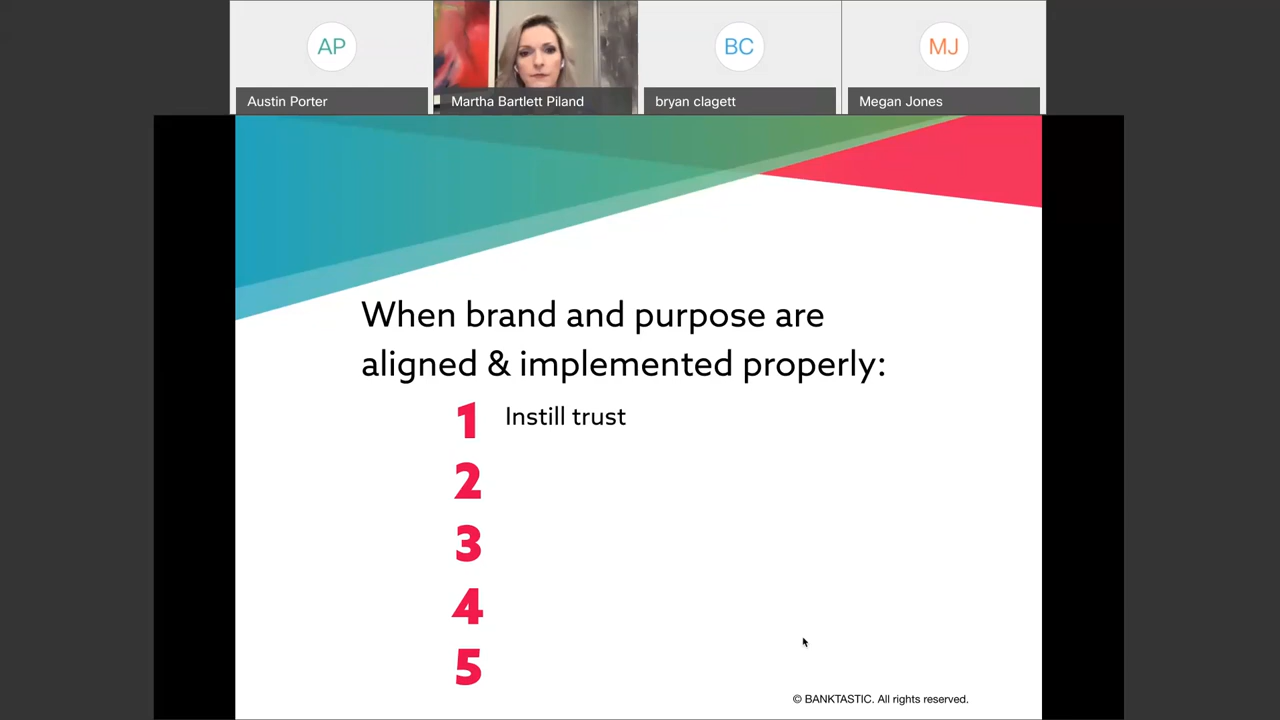 AP
BC
MJ
Austin Porter
Martha Bartlett Piland
bryan clagett
Megan Jones
When brand and purpose are
aligned & implemented properly:
1 Instill trust
2
3
4
5
© BANKTASTIC. All rights reserved.